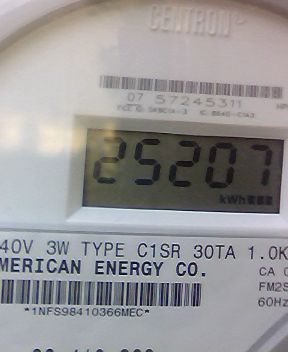 CENTRON
07 57245311
25207
kWh
40V 3W TYPE C1SR 30TA 1.0K
MERICAN ENERGY CO.
CA 0
FM2S
60Hz
*1NFS98410366MEC*